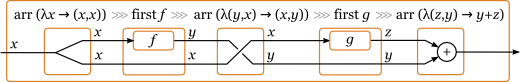 arr (λx → (x,x)) ⋙ first f ⋙ arr (λ(y,x) → (x,y)) ⋙ first g ⋙ arr (λ(z,y) → y+z)
x x f y x g z
x x y y +